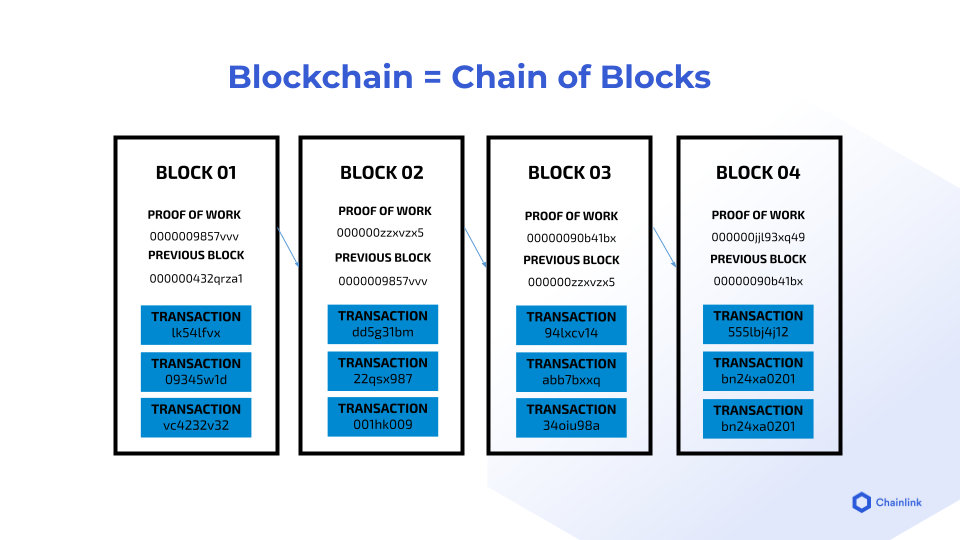 Blockchain = Chain of Blocks
BLOCK 01
PROOF OF WORK
0000009857vvv
PREVIOUS BLOCK
000000432qrza1
TRANSACTION
lk54lfvx
TRANSACTION
09345w1d
TRANSACTION
vc4232v32
BLOCK 02
PROOF OF WORK
000000zzxvzx5
PREVIOUS BLOCK
0000009857vvv
TRANSACTION
dd5g31bm
TRANSACTION
22qsx987
TRANSACTION
001hk009
BLOCK 03
PROOF OF WORK
00000090b41bx
PREVIOUS BLOCK
000000zzxvzx5
TRANSACTION
94lxcv14
TRANSACTION
abb7bxxq
TRANSACTION
34oiu98a
BLOCK 04
PROOF OF WORK
000000jjl93xq49
PREVIOUS BLOCK
00000090b41bx
TRANSACTION
555lbj4j12
TRANSACTION
bn24xa0201
TRANSACTION
bn24xa0201
Chainlink